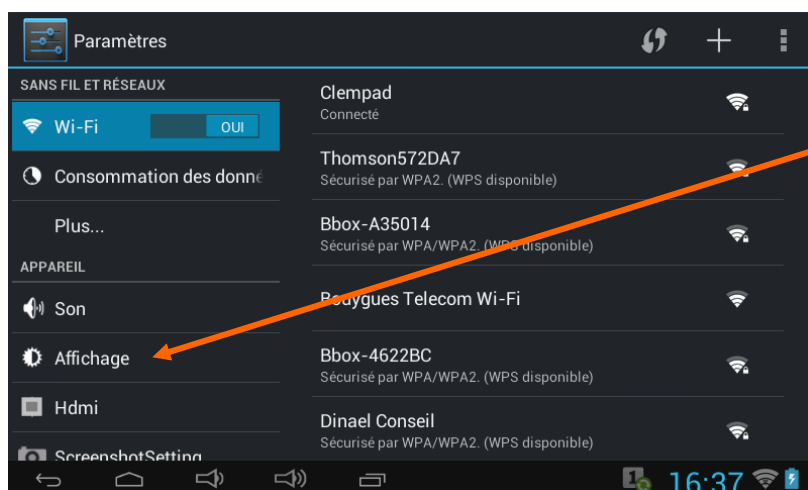 Paramètres
SANS FIL ET RÉSEAUX
Wi-Fi OUI
Consommation des donné
Plus...
APPAREIL
Son
Affichage
Hdmi
ScreenshotSetting
Clempad
Connecté
Thomson572DA7
Sécurisé par WPA2. (WPS disponible)
Bbox-A35014
Sécurisé par WPA/WPA2. (WPS disponible)
Bouygues Telecom Wi-Fi
Bbox-4622BC
Sécurisé par WPA/WPA2. (WPS disponible)
Dinael Conseil
Sécurisé par WPA/WPA2. (WPS disponible)
1
16:37